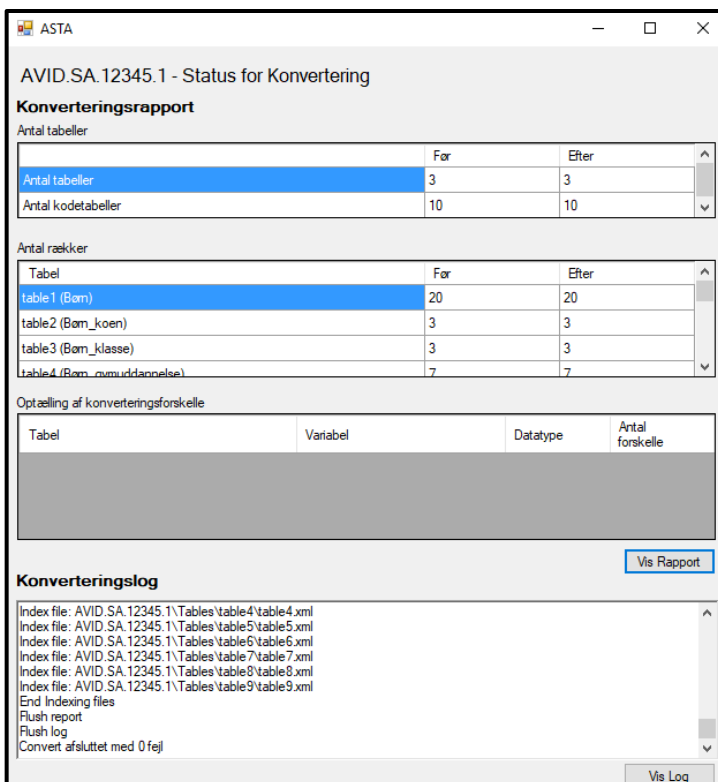 ASTA
AVID.SA.12345.1 - Status for Konvertering
Konverteringsrapport
Antal tabeller
Før Efter
Antal tabeller 3 3
Antal kodetabeller 10 10
Antal rækker
Tabel Før Efter
table1 (Børn) 20 20
table2 (Børn_koen) 3 3
table3 (Børn_klasse) 3 3
table4 (Børn_gymuddannelse) 7 7
Optælling af konverteringsforskelle
Tabel Variabel Datatype Antal forskelle
Vis Rapport
Konverteringslog
Index file: AVID.SA.12345.1\Tables\table4\table4.xml
Index file: AVID.SA.12345.1\Tables\table5\table5.xml
Index file: AVID.SA.12345.1\Tables\table6\table6.xml
Index file: AVID.SA.12345.1\Tables\table7\table7.xml
Index file: AVID.SA.12345.1\Tables\table8\table8.xml
Index file: AVID.SA.12345.1\Tables\table9\table9.xml
End Indexing files
Flush report
Flush log
Convert afsluttet med 0 fejl
Vis Log